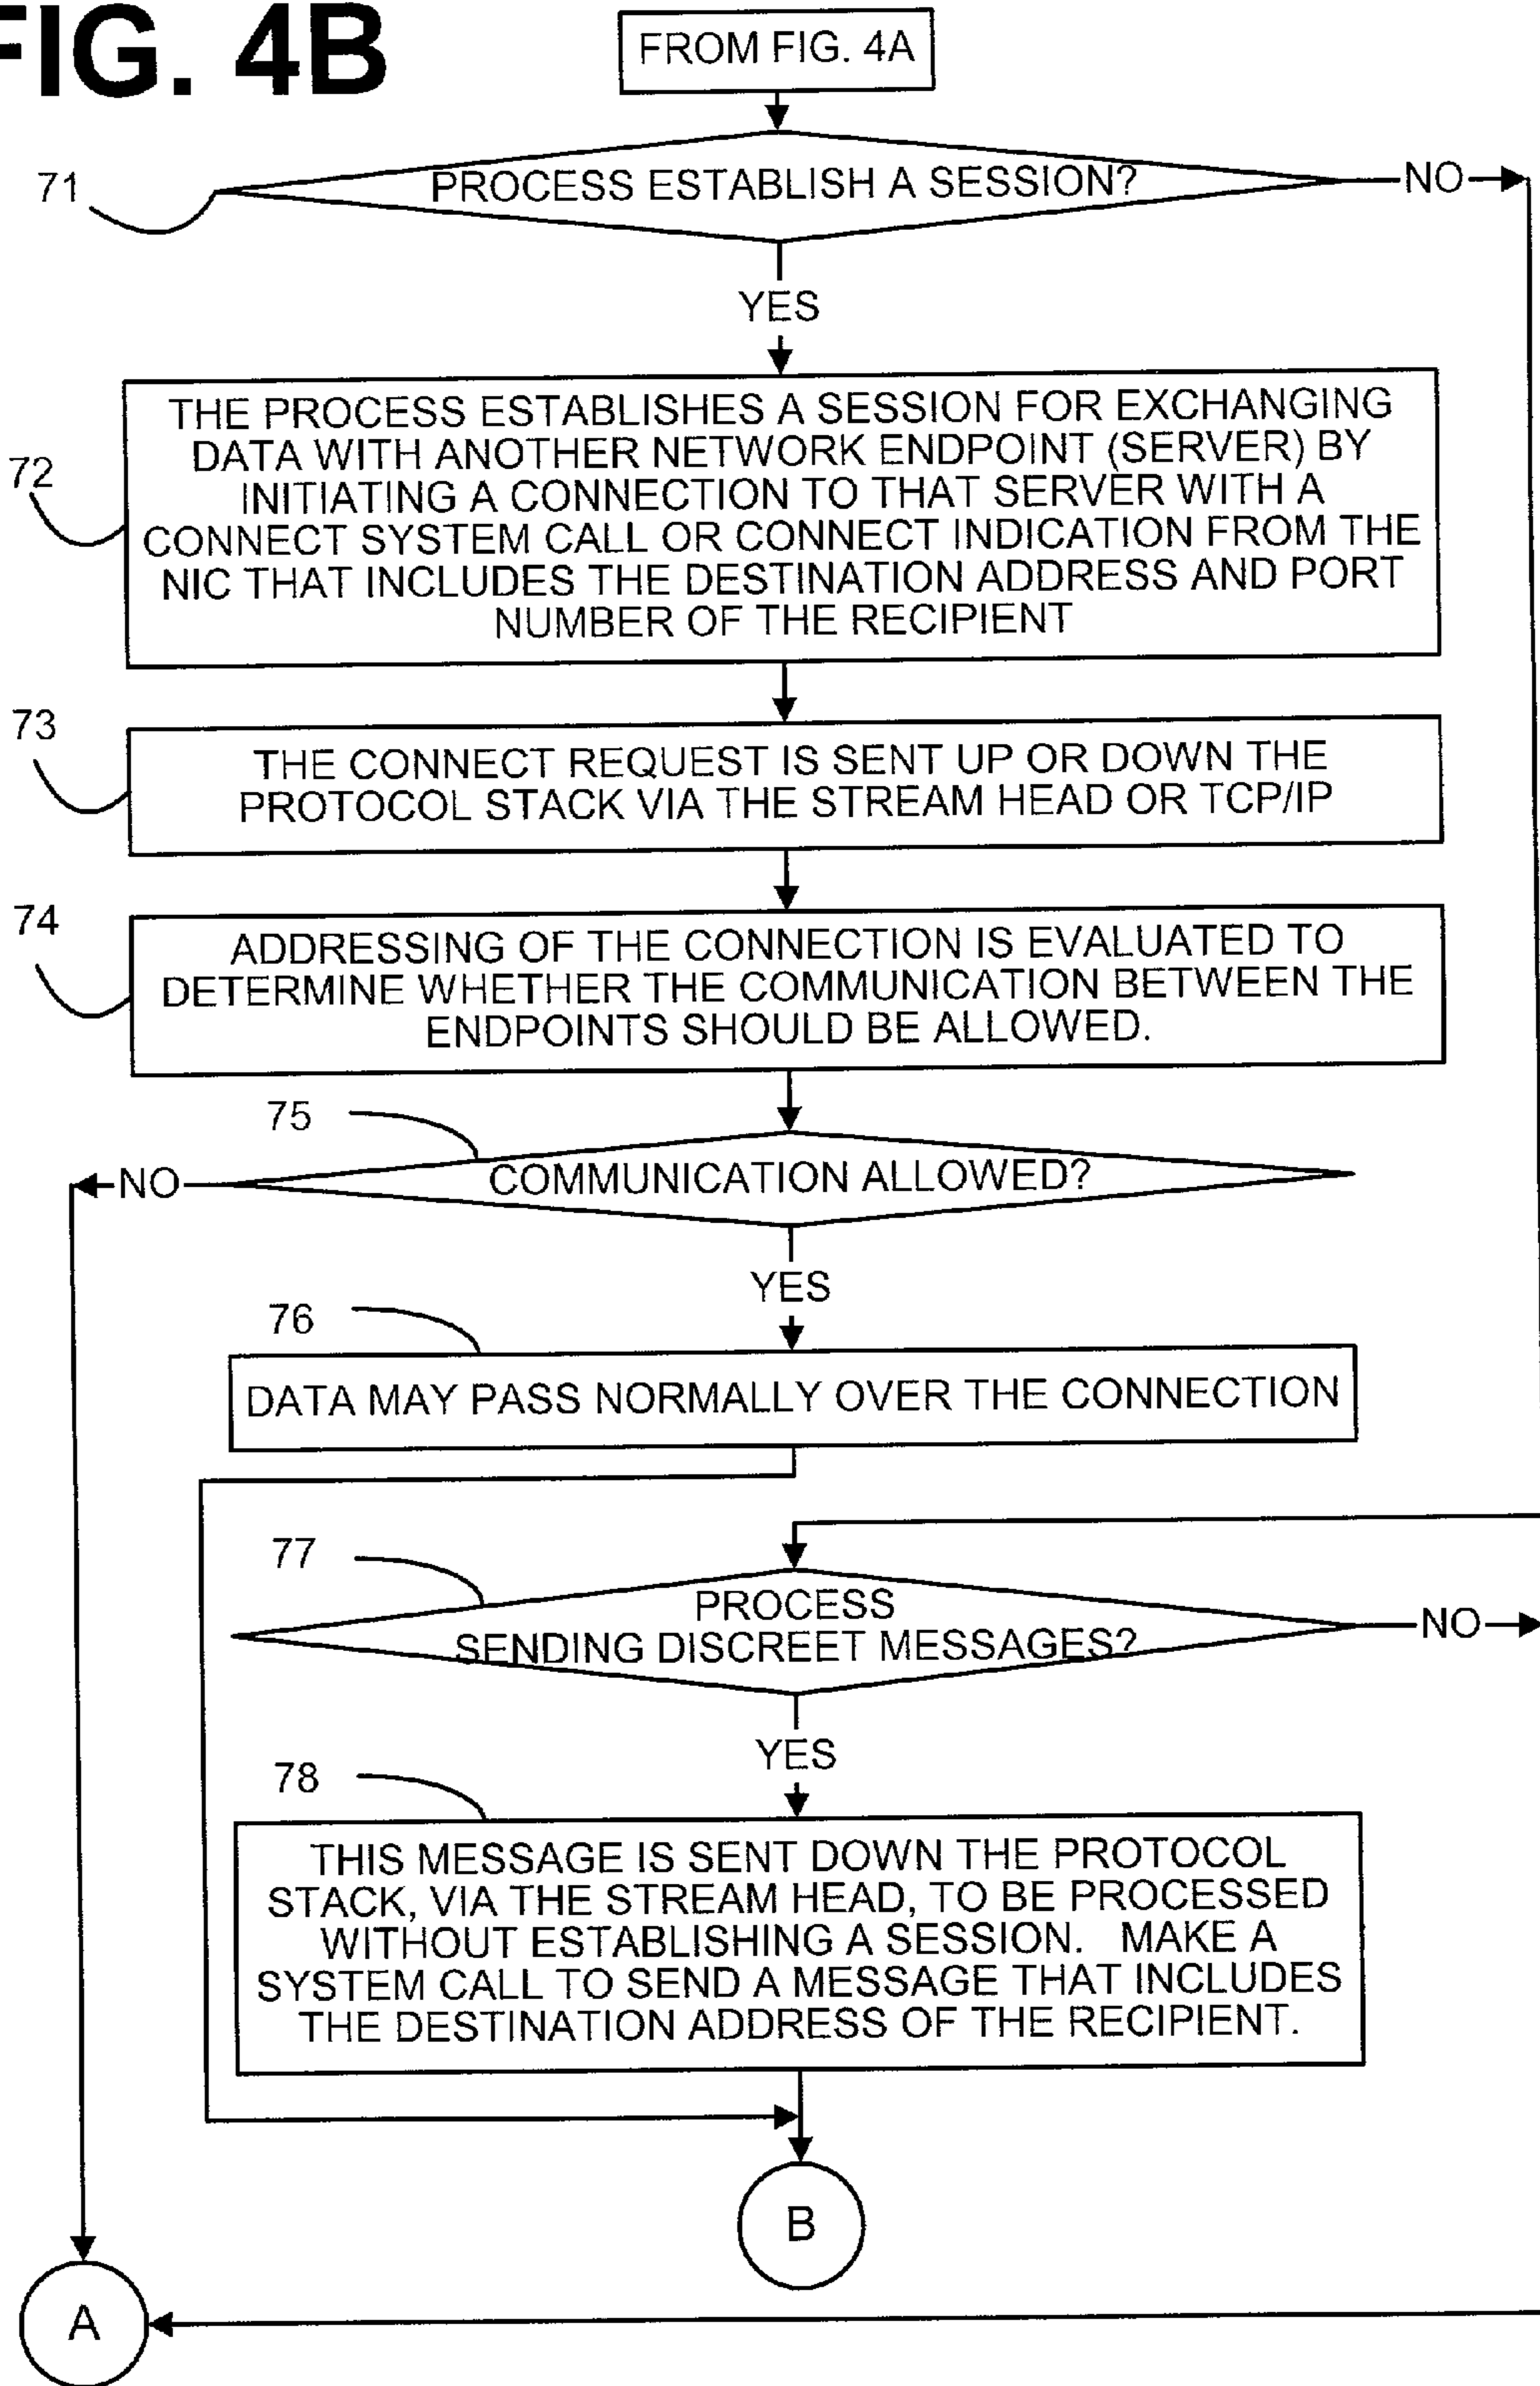 FIG. 4B
FROM FIG. 4A
71
PROCESS ESTABLISH A SESSION?
NO
YES
72
THE PROCESS ESTABLISHES A SESSION FOR EXCHANGING
DATA WITH ANOTHER NETWORK ENDPOINT (SERVER) BY
INITIATING A CONNECTION TO THAT SERVER WITH A
CONNECT SYSTEM CALL OR CONNECT INDICATION FROM THE
NIC THAT INCLUDES THE DESTINATION ADDRESS AND PORT
NUMBER OF THE RECIPIENT
73
THE CONNECT REQUEST IS SENT UP OR DOWN THE
PROTOCOL STACK VIA THE STREAM HEAD OR TCP/IP
74
ADDRESSING OF THE CONNECTION IS EVALUATED TO
DETERMINE WHETHER THE COMMUNICATION BETWEEN THE
ENDPOINTS SHOULD BE ALLOWED.
75
NO
COMMUNICATION ALLOWED?
YES
76
DATA MAY PASS NORMALLY OVER THE CONNECTION
77
PROCESS
SENDING DISCREET MESSAGES?
NO
YES
78
THIS MESSAGE IS SENT DOWN THE PROTOCOL
STACK, VIA THE STREAM HEAD, TO BE PROCESSED
WITHOUT ESTABLISHING A SESSION. MAKE A
SYSTEM CALL TO SEND A MESSAGE THAT INCLUDES
THE DESTINATION ADDRESS OF THE RECIPIENT.
B
A